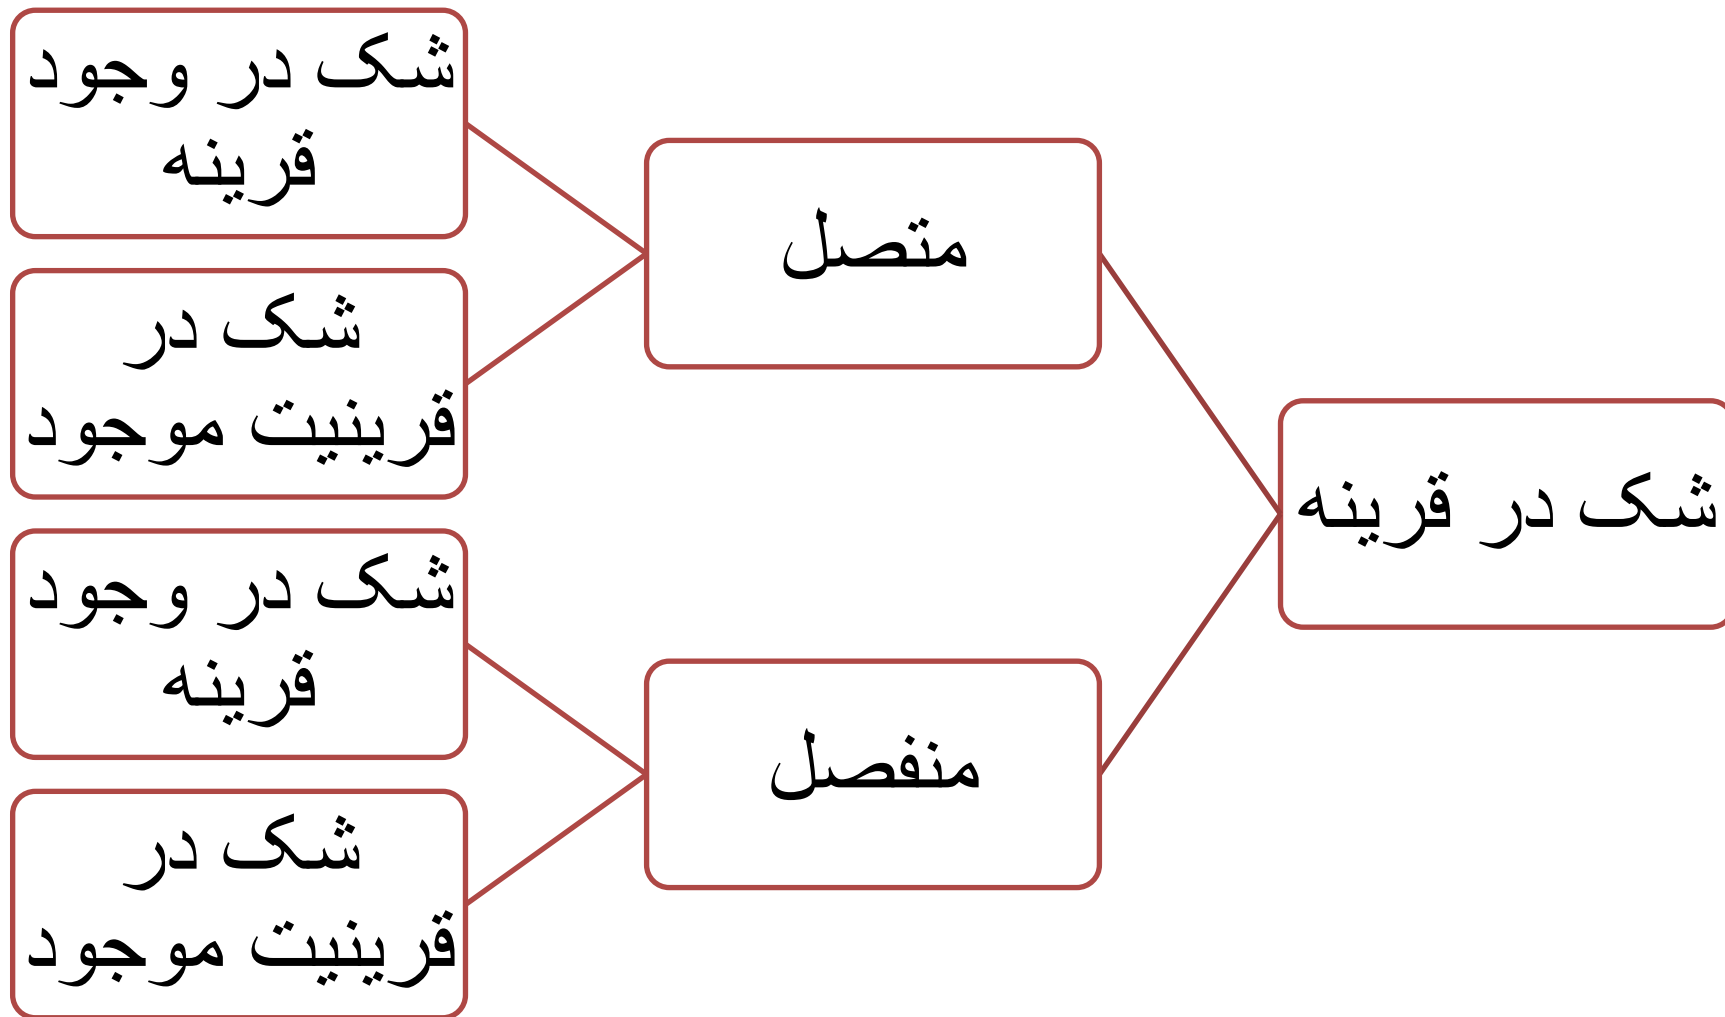 شک در قرینه
متصل
شک در وجود
قرینه
شک در
قرینیت موجود
منفصل
شک در وجود
قرینه
شک در
قرینیت موجود